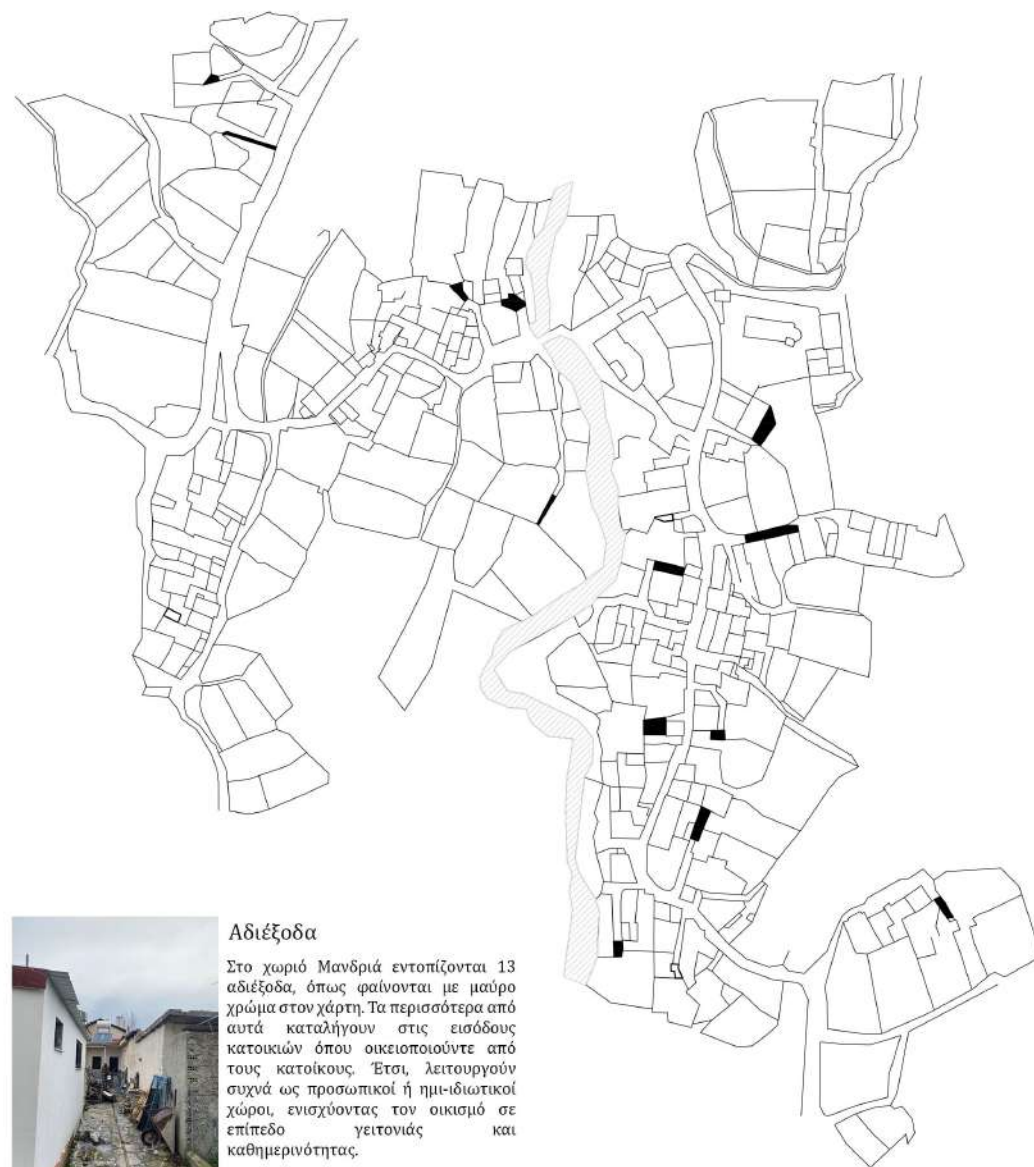 Αδιέξοδα
Στο χωριό Μανδριά εντοπίζονται 13
αδιέξοδα, όπως φαίνονται με μαύρο
χρώμα στον χάρτη. Τα περισσότερα από
αυτά καταλήγουν στις εισόδους
κατοικιών όπου οικειοποιούντε από
τους κατοίκους. Έτσι, λειτουργούν
συχνά ως προσωπικοί ή ημι-ιδιωτικοί
χώροι, ενισχύοντας τον οικισμό σε
επίπεδο γειτονιάς και
καθημερινότητας.